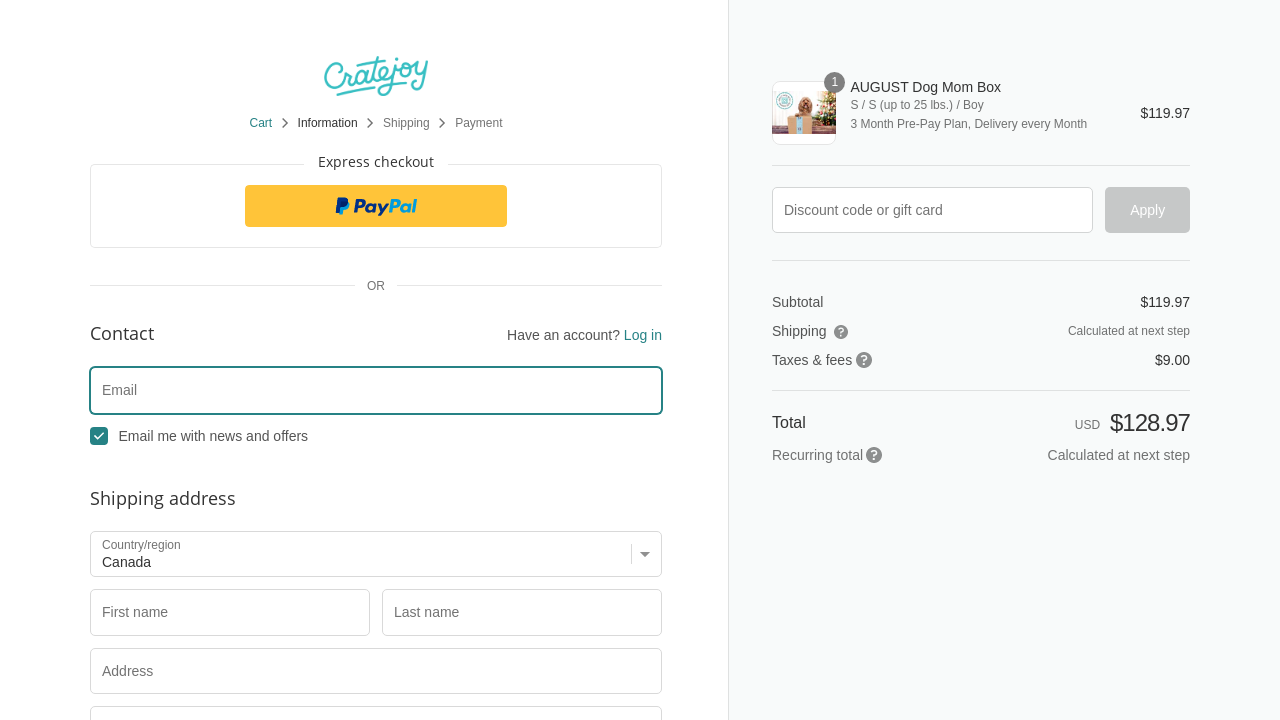 Cratejoy
Cart > Information > Shipping > Payment
Express checkout
PayPal
OR
Contact
Have an account? Log in
Email
Email me with news and offers
Shipping address
Country/region
Canada
First name
Last name
Address
1
AUGUST Dog Mom Box
S / S (up to 25 lbs.) / Boy
3 Month Pre-Pay Plan, Delivery every Month
$119.97
Discount code or gift card
Apply
Subtotal
$119.97
Shipping ?
Calculated at next step
Taxes & fees ?
$9.00
Total
USD $128.97
Recurring total ?
Calculated at next step